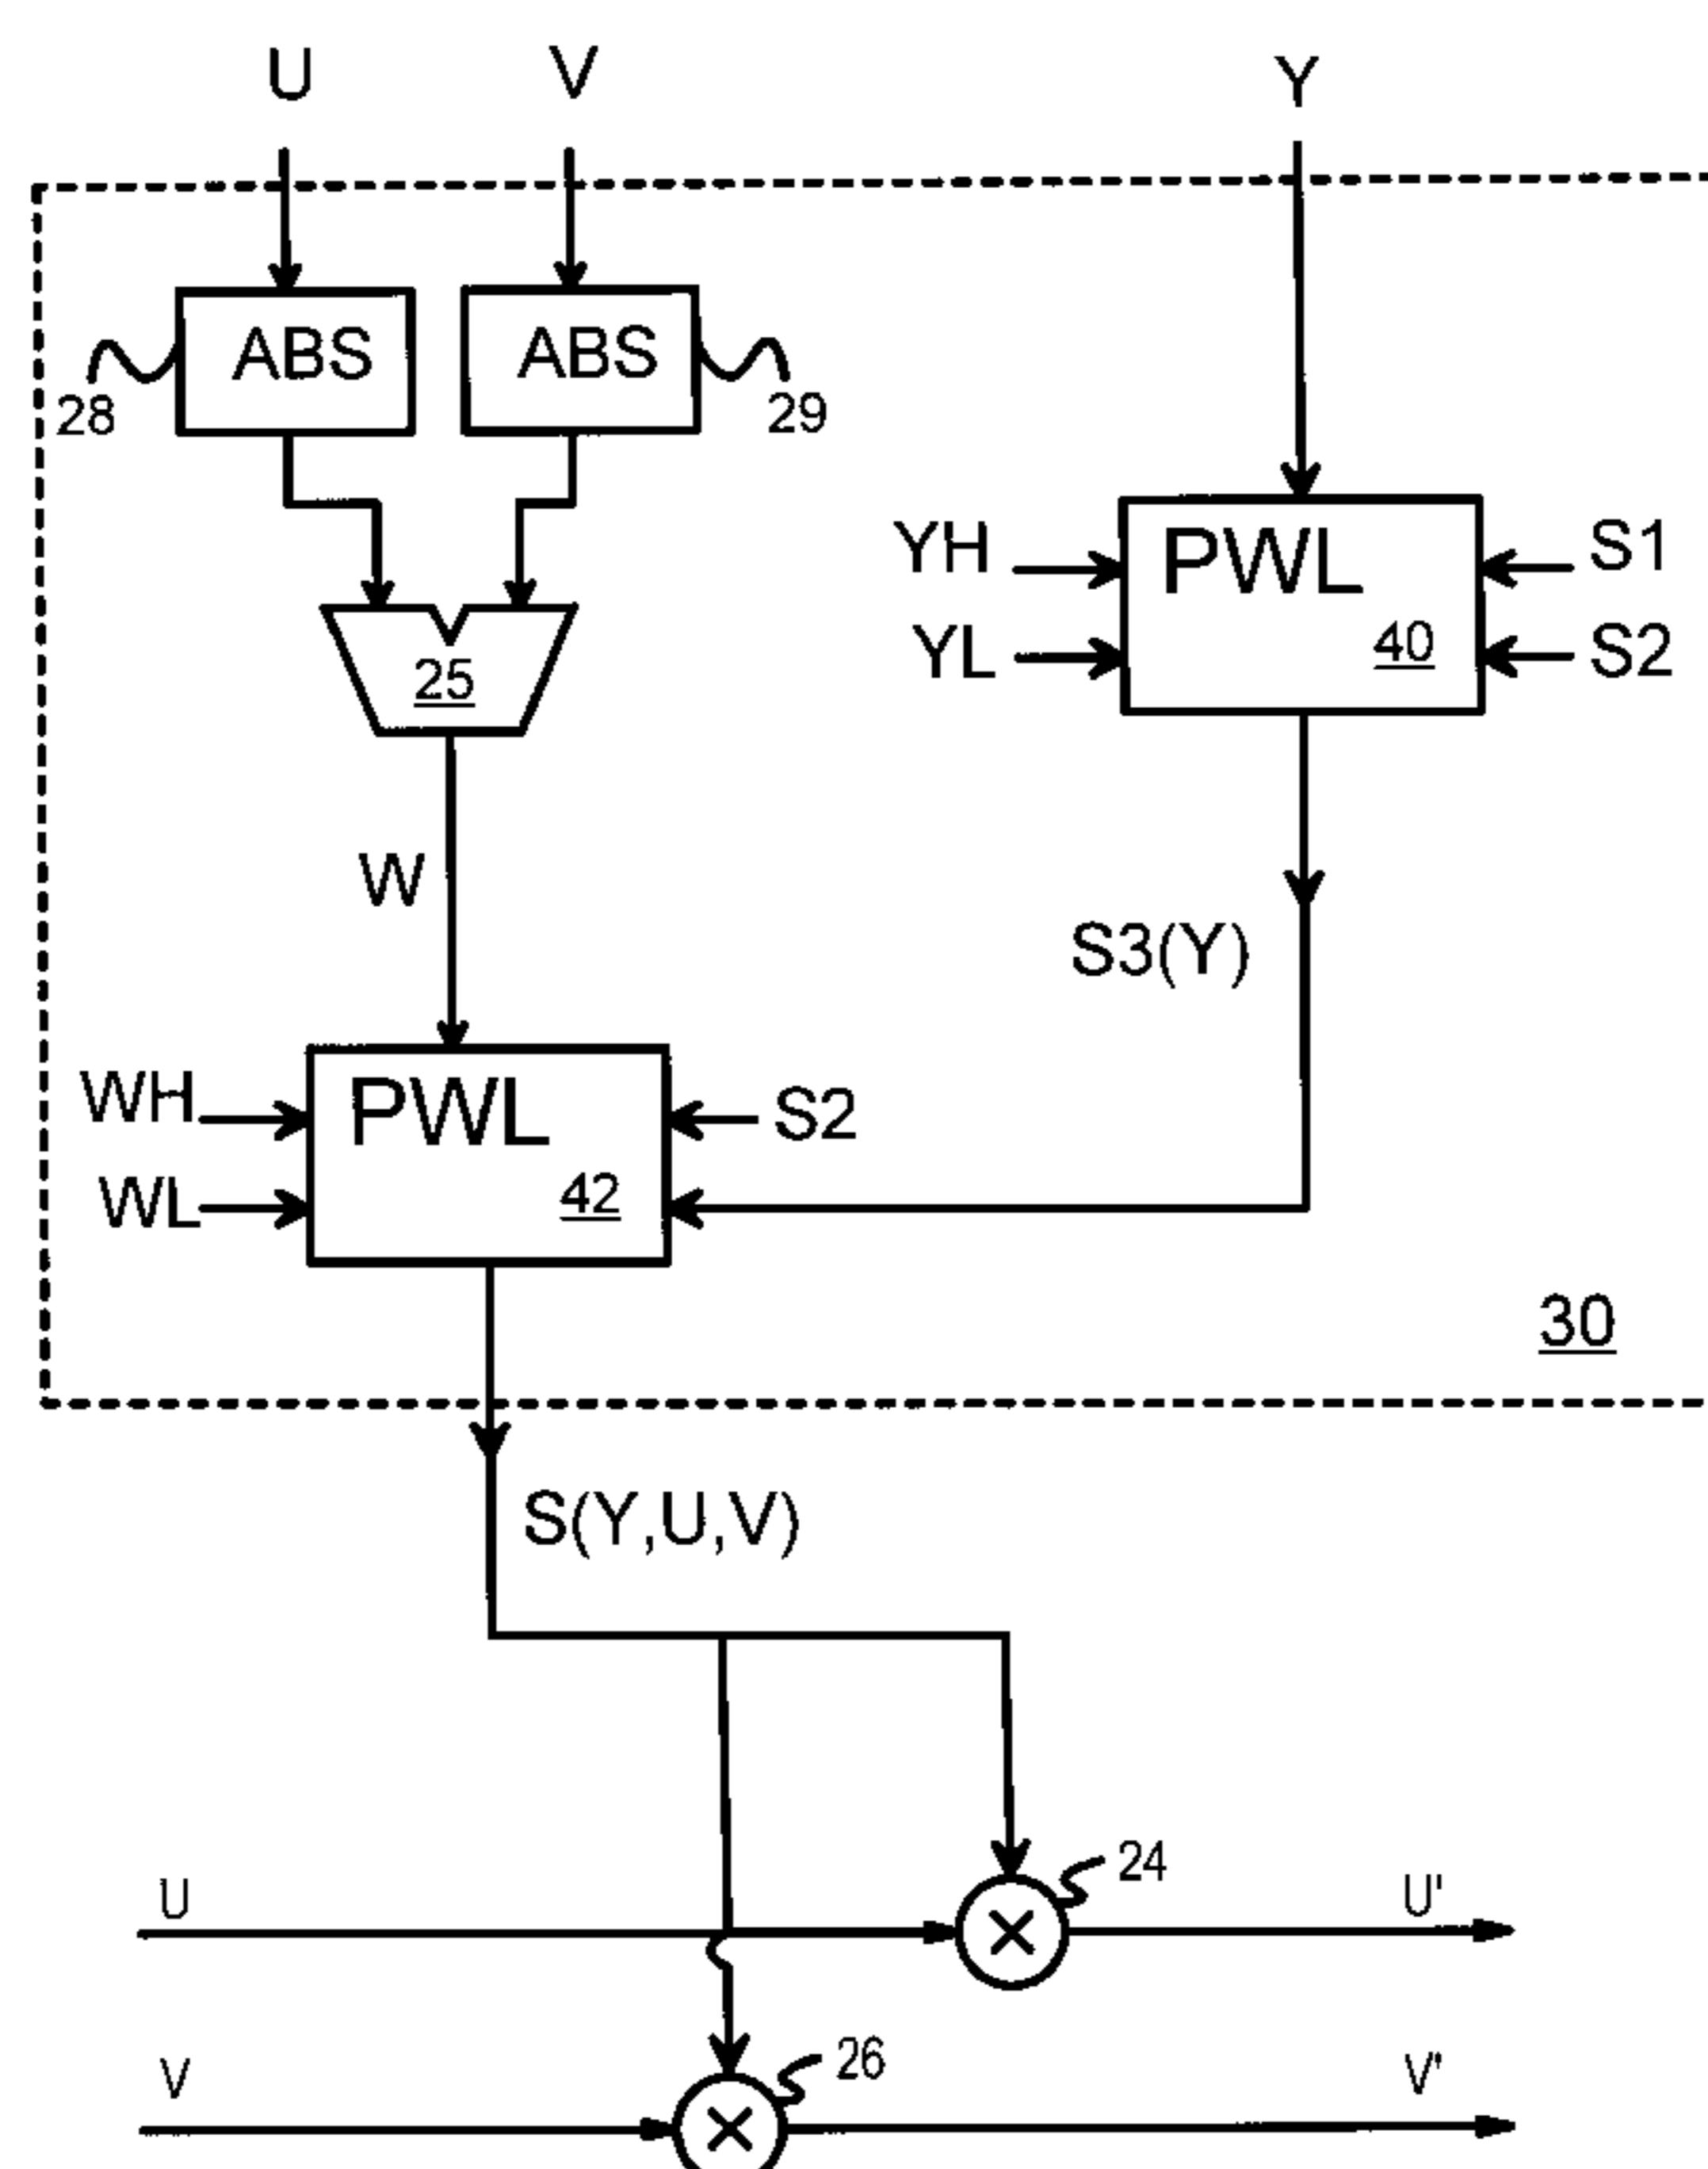 U
V
Y
ABS
ABS
28
29
YH
PWL
S1
YL
40
S2
25
W
S3(Y)
WH
PWL
S2
WL
42
30
S(Y,U,V)
24
U
×
U'
26
V
×
V'